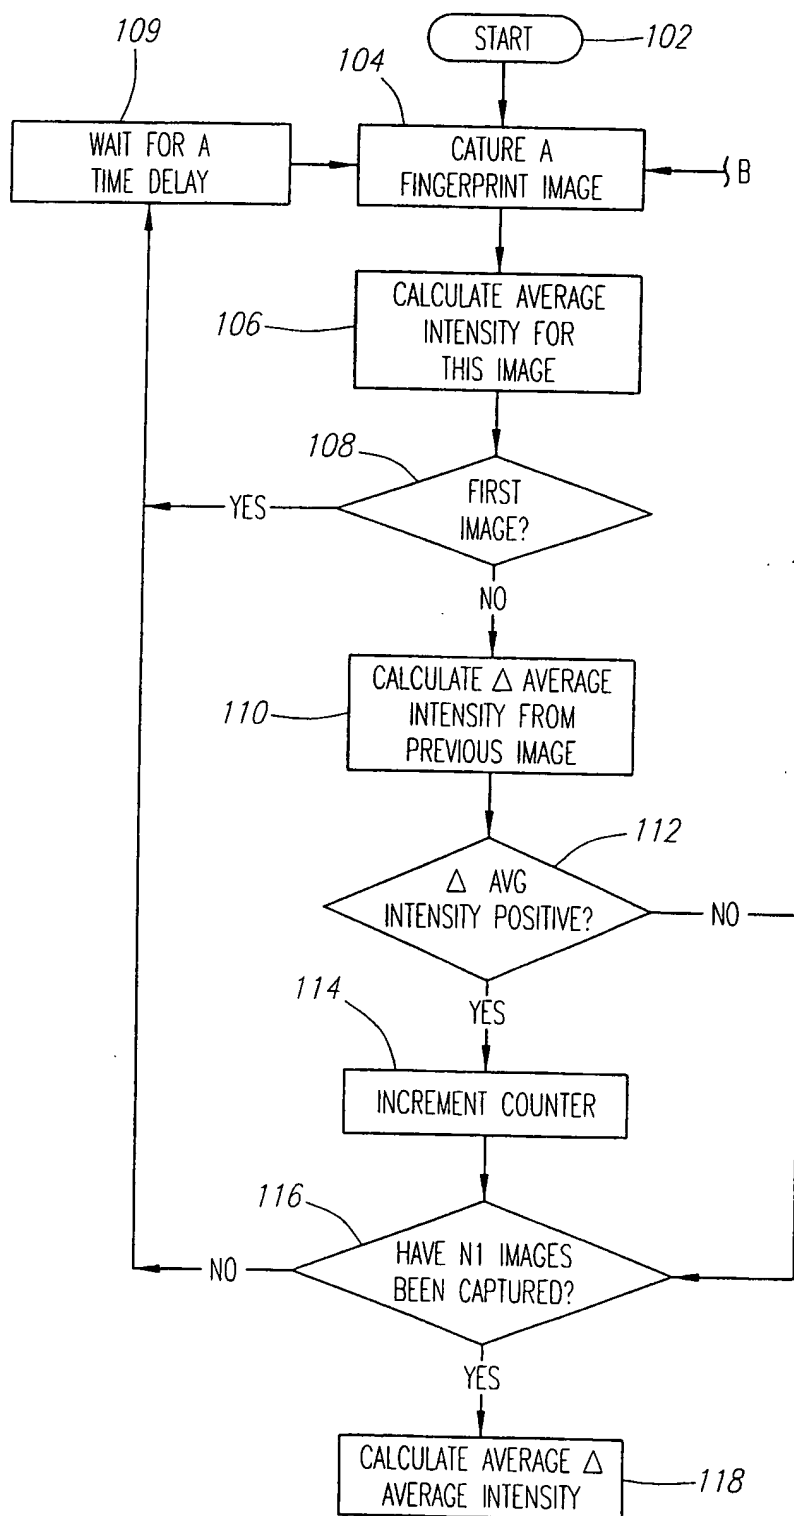 START
102
109
104
WAIT FOR A
TIME DELAY
CATURE A
FINGERPRINT IMAGE
B
106
CALCULATE AVERAGE
INTENSITY FOR
THIS IMAGE
108
FIRST
IMAGE?
YES
NO
110
CALCULATE △ AVERAGE
INTENSITY FROM
PREVIOUS IMAGE
112
△ AVG
INTENSITY POSITIVE?
NO
YES
114
INCREMENT COUNTER
116
HAVE N1 IMAGES
BEEN CAPTURED?
NO
YES
CALCULATE AVERAGE △
AVERAGE INTENSITY
118